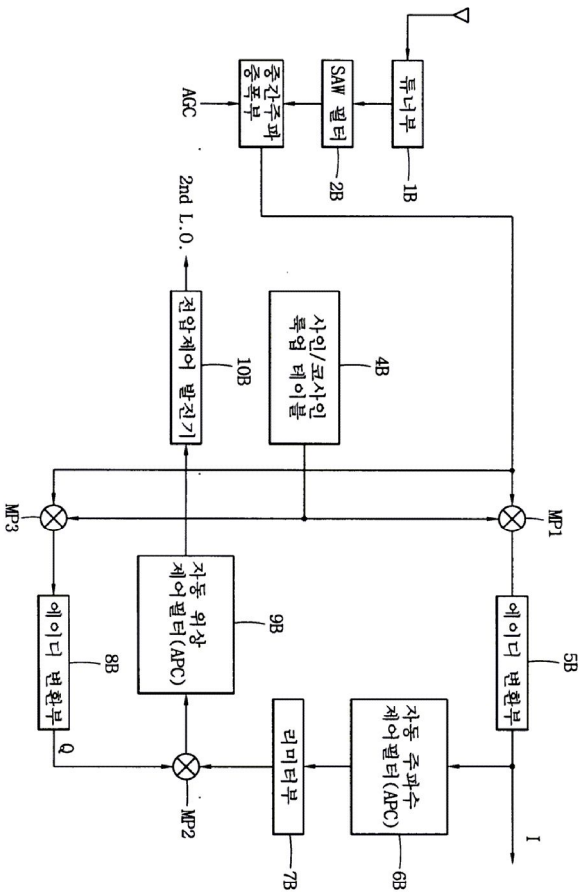 MP1
5B
I
에이디 변환부
1B
튜너부
2B
SAW 필터
중간주파
증폭부
AGC
4B
사인/코사인
룩업 테이블
6B
자동 주파수
제어필터(APC)
7B
리미터부
10B
2nd L.O.
전압제어 발진기
9B
자동 위상
제어필터(APC)
MP2
8B
Q
MP3
에이디 변환부